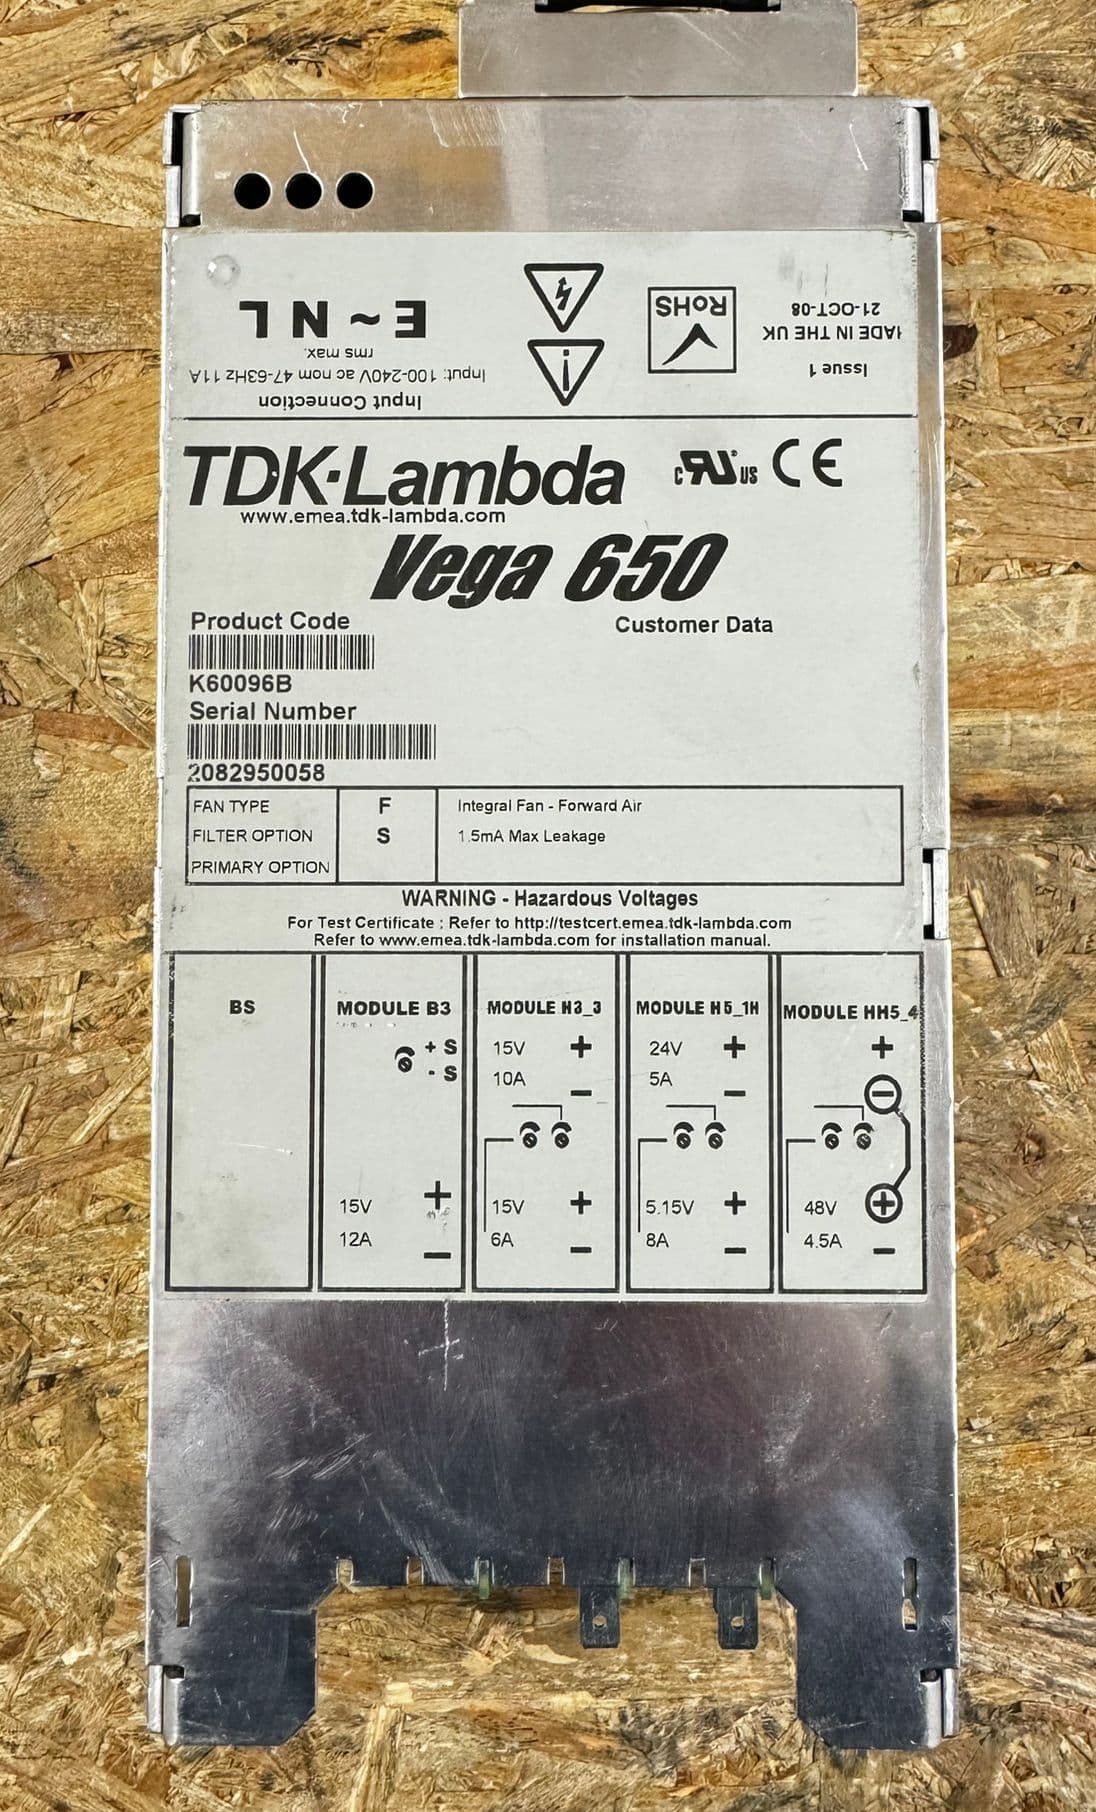 E ~ N L
rms max.
Input: 100-240V ac nom 47-63Hz 11A
Input Connection
RoHS
21-OCT-08
MADE IN THE UK
Issue 1
TDK·Lambda
c RU us CE
www.emea.tdk-lambda.com
Vega 650
Product Code
Customer Data
K60096B
Serial Number
2082950058
FAN TYPE F Integral Fan - Forward Air
FILTER OPTION S 1.5mA Max Leakage
PRIMARY OPTION
WARNING - Hazardous Voltages
For Test Certificate : Refer to http://testcert.emea.tdk-lambda.com
Refer to www.emea.tdk-lambda.com for installation manual.
BS
MODULE B3
+ S
- S
15V +
12A -
MODULE H3_3
15V +
10A -
15V +
6A -
MODULE H5_1H
24V +
5A -
5.15V +
8A -
MODULE HH5_4
+
-
48V +
4.5A -